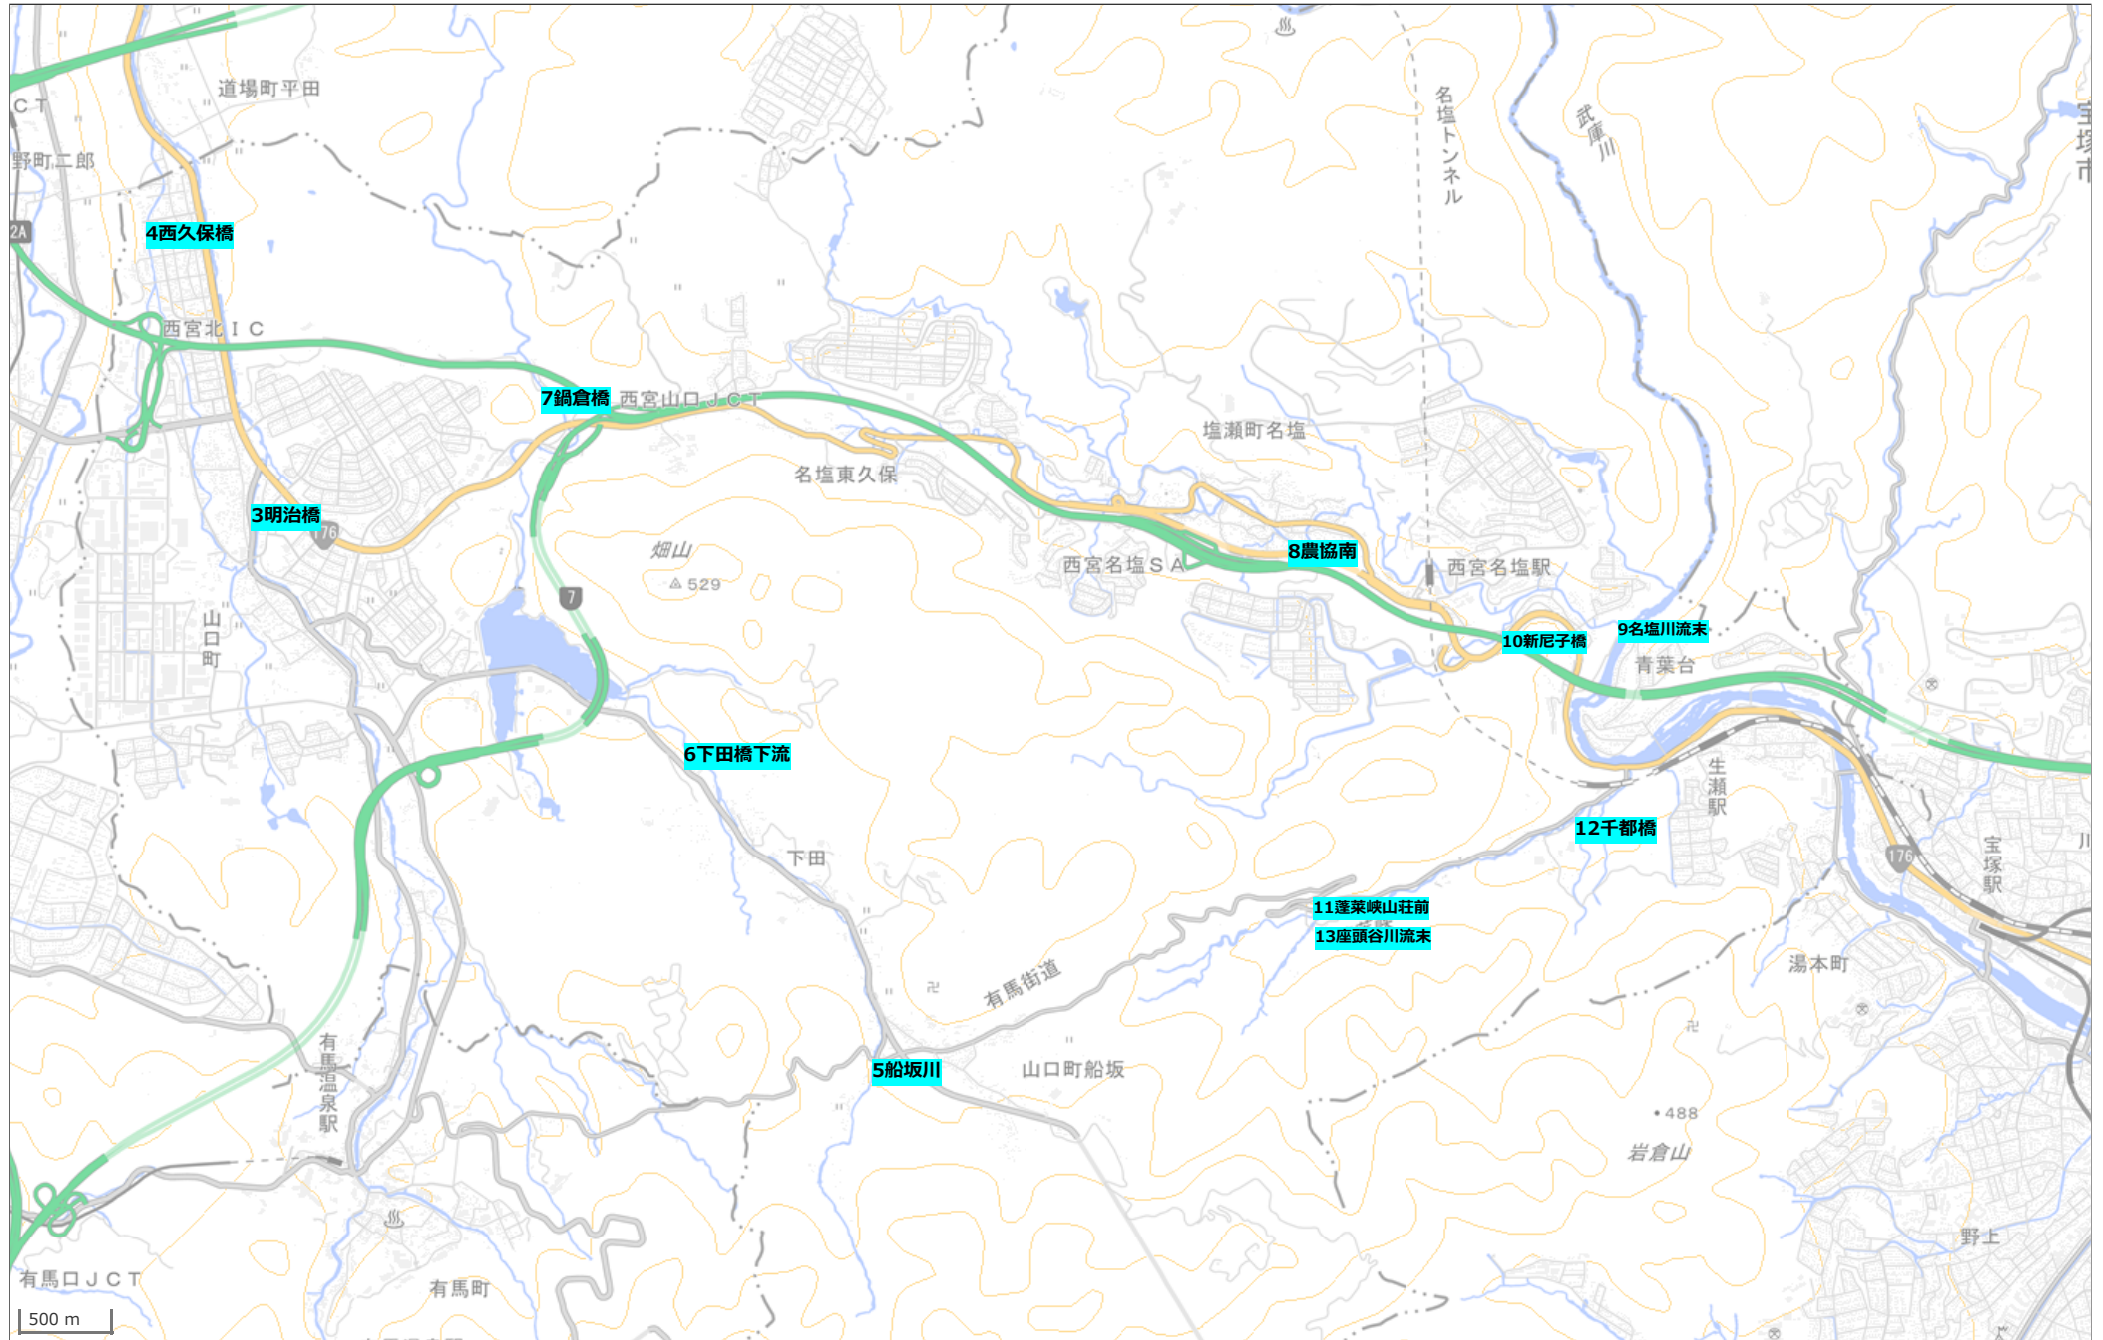 道場町平田
CT
野町二郎
2A
4西久保橋
西宮北IC
7鍋倉橋
西宮山口JCT
名塩トンネル
武庫川
宝塚市
塩瀬町名塩
名塩東久保
3明治橋
176
畑山
529
西宮名塩SA
8農協南
西宮名塩駅
7
山口町
10新尼子橋
9名塩川流末
青葉台
6下田橋下流
生瀬駅
12千都橋
下田
176
宝塚駅
川
11蓬莱峡山荘前
13座頭谷川流末
湯本町
有馬街道
有馬温泉駅
5船坂川
山口町船坂
488
岩倉山
野上
有馬口JCT
有馬町
500 m